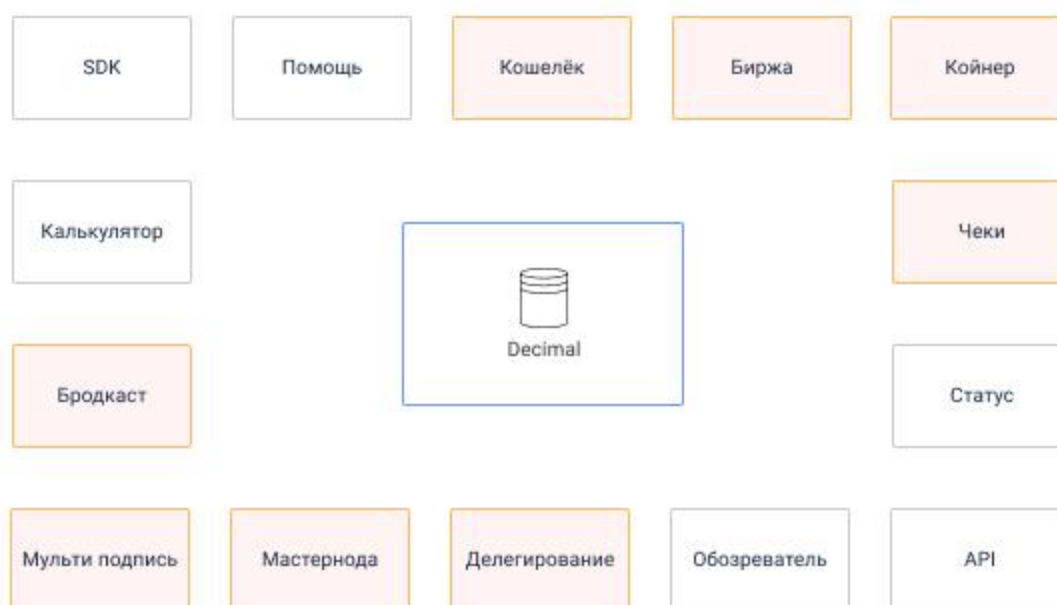 SDK
Помощь
Кошелёк
Биржа
Койнер
Калькулятор
Чеки
Decimal
Бродкаст
Статус
Мульти подпись
Мастернода
Делегирование
Обозреватель
API